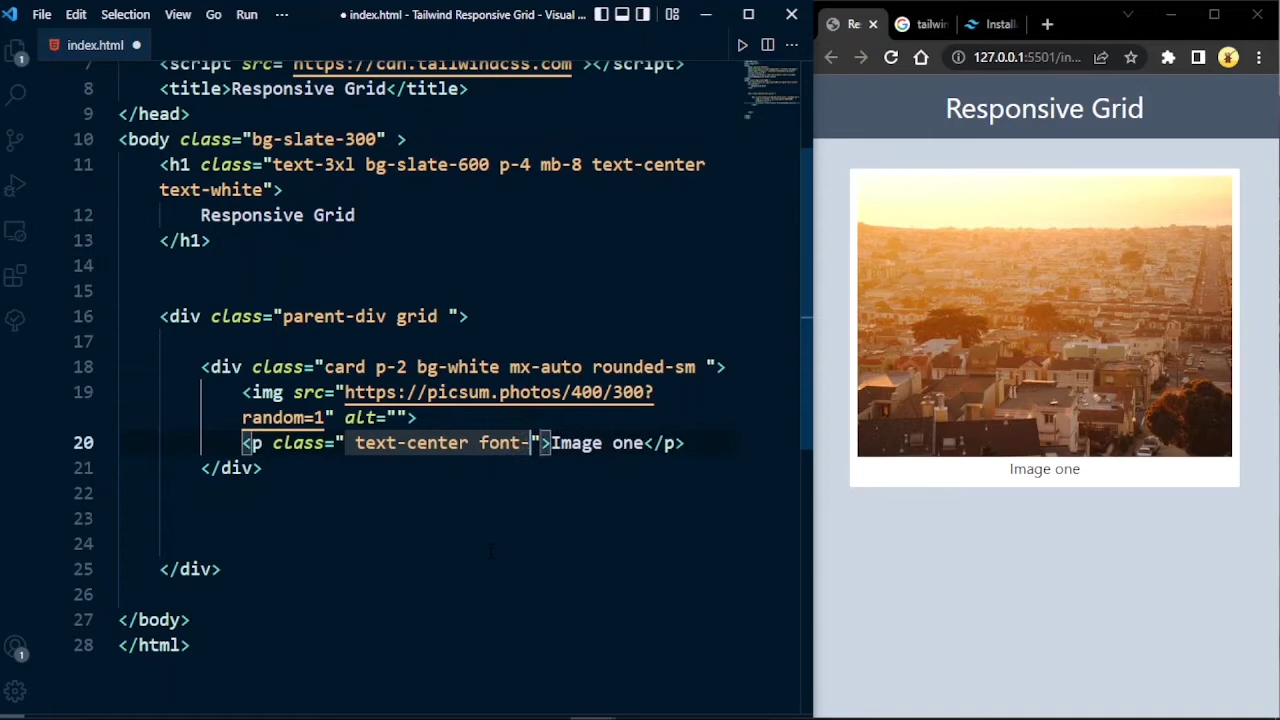 File Edit Selection View Go Run ··· ● index.html - Tailwind Responsive Grid - Visual ...
index.html ●
7 <script src="https://cdn.tailwindcss.com"></script>
8 <title>Responsive Grid</title>
9 </head>
10 <body class="bg-slate-300" >
11 <h1 class="text-3xl bg-slate-600 p-4 mb-8 text-center
text-white">
12 Responsive Grid
13 </h1>
14
15
16 <div class="parent-div grid ">
17
18 <div class="card p-2 bg-white mx-auto rounded-sm ">
19 <img src="https://picsum.photos/400/300?
random=1" alt="">
20 <p class=" text-center font-">Image one</p>
21 </div>
22
23
24
25 </div>
26
27 </body>
28 </html>
1
1
Re
tailwin
Install
127.0.0.1:5501/in...
Responsive Grid
Image one